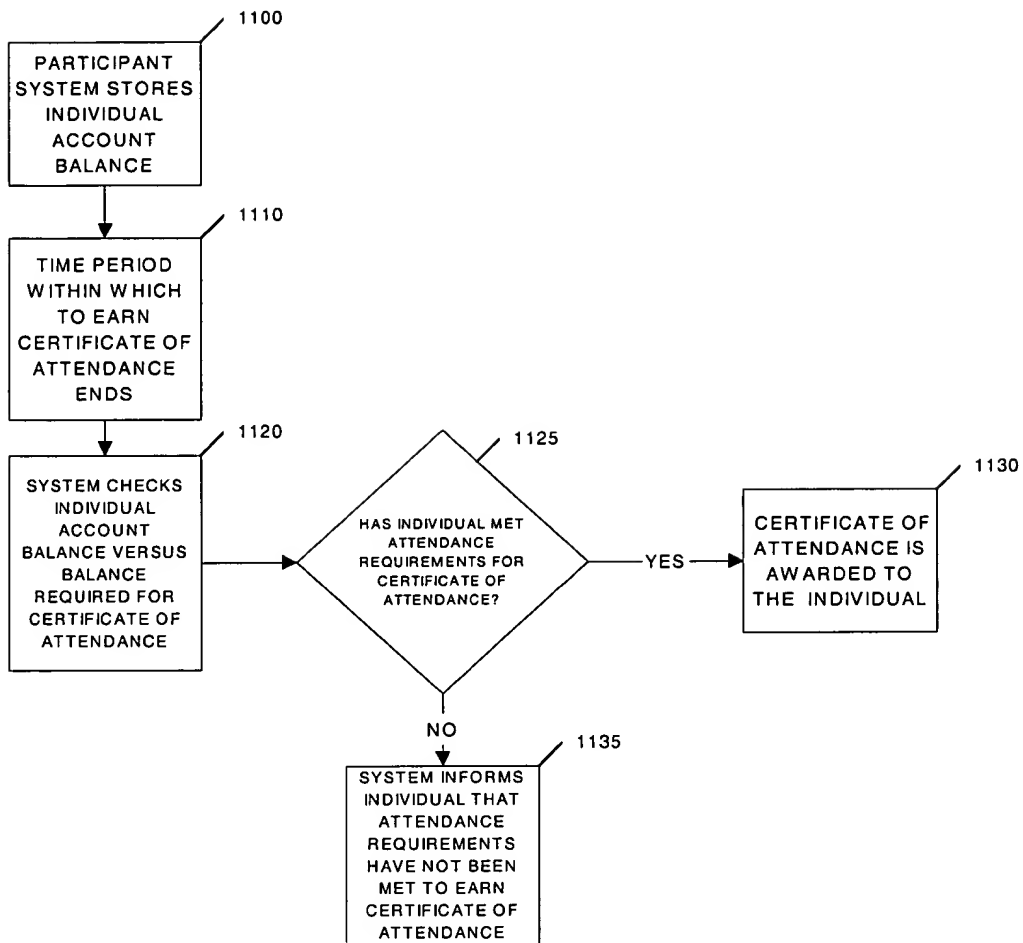 1100
PARTICIPANT
SYSTEM STORES
INDIVIDUAL
ACCOUNT
BALANCE
1110
TIME PERIOD
WITHIN WHICH
TO EARN
CERTIFICATE OF
ATTENDANCE
ENDS
1120
SYSTEM CHECKS
INDIVIDUAL
ACCOUNT
BALANCE VERSUS
BALANCE
REQUIRED FOR
CERTIFICATE OF
ATTENDANCE
1125
HAS INDIVIDUAL MET
ATTENDANCE
REQUIREMENTS FOR
CERTIFICATE OF
ATTENDANCE?
YES
1130
CERTIFICATE OF
ATTENDANCE IS
AWARDED TO
THE INDIVIDUAL
NO
1135
SYSTEM INFORMS
INDIVIDUAL THAT
ATTENDANCE
REQUIREMENTS
HAVE NOT BEEN
MET TO EARN
CERTIFICATE OF
ATTENDANCE